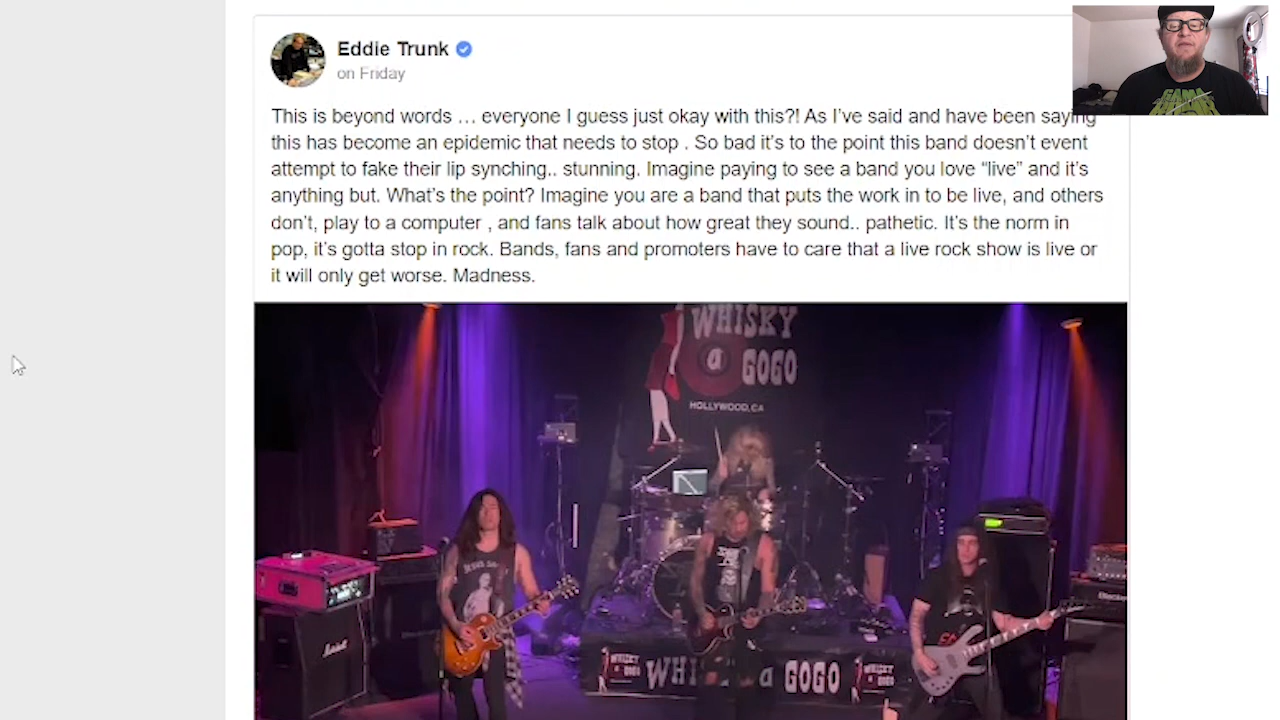 Eddie Trunk
on Friday
This is beyond words … everyone I guess just okay with this?! As I've said and have been saying
this has become an epidemic that needs to stop . So bad it's to the point this band doesn't event
attempt to fake their lip synching.. stunning. Imagine paying to see a band you love “live” and it's
anything but. What's the point? Imagine you are a band that puts the work in to be live, and others
don't, play to a computer , and fans talk about how great they sound.. pathetic. It's the norm in
pop, it's gotta stop in rock. Bands, fans and promoters have to care that a live rock show is live or
it will only get worse. Madness.
WHISKY
a
GOGO
HOLLYWOOD,CA
Marshall
WHISKY
a GOGO
WHI
a GOGO
WHISKY
a GOGO